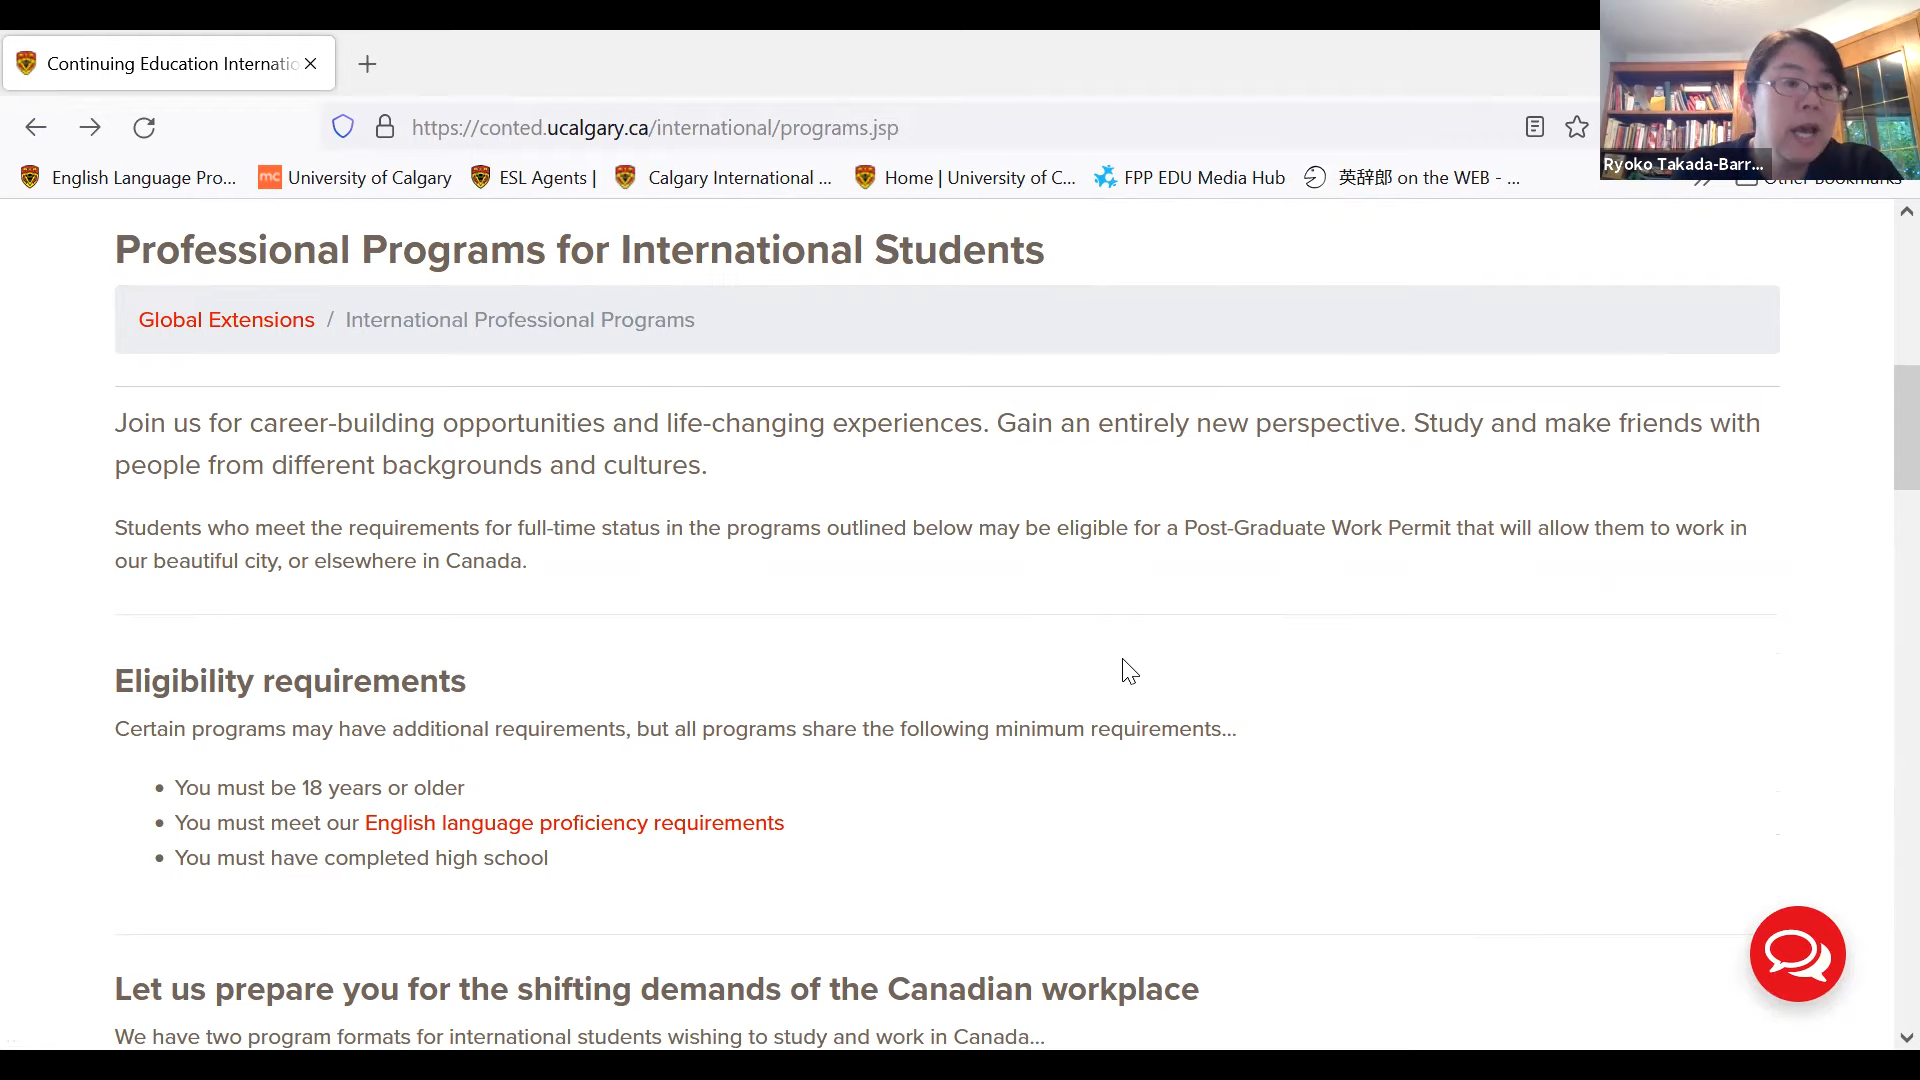 Continuing Education Internatio
https://conted.ucalgary.ca/international/programs.jsp
Ryoko Takada-Barr...
English Language Pro...
University of Calgary
ESL Agents |
Calgary International ...
Home | University of C...
FPP EDU Media Hub
英辞郎 on the WEB - ...
Other Bookmarks
Professional Programs for International Students
Global Extensions / International Professional Programs
Join us for career-building opportunities and life-changing experiences. Gain an entirely new perspective. Study and make friends with
people from different backgrounds and cultures.
Students who meet the requirements for full-time status in the programs outlined below may be eligible for a Post-Graduate Work Permit that will allow them to work in
our beautiful city, or elsewhere in Canada.
Eligibility requirements
Certain programs may have additional requirements, but all programs share the following minimum requirements...
• You must be 18 years or older
• You must meet our English language proficiency requirements
• You must have completed high school
Let us prepare you for the shifting demands of the Canadian workplace
We have two program formats for international students wishing to study and work in Canada...